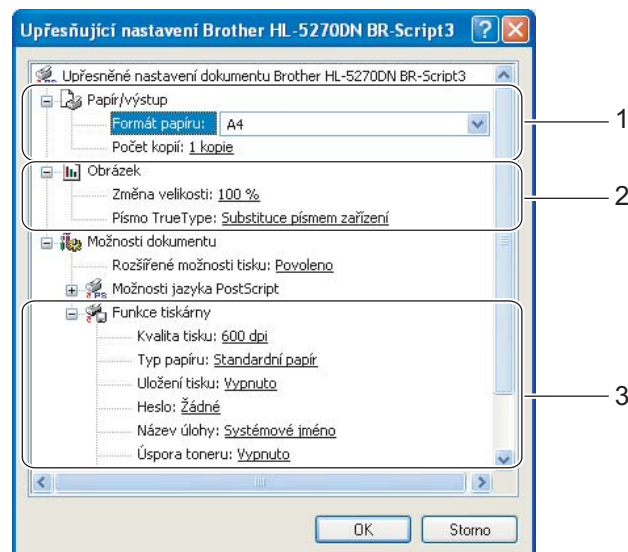 Upřesňující nastavení Brother HL-5270DN BR-Script3
Upřesněné nastavení dokumentu Brother HL-5270DN BR-Script3
Papír/výstup
Formát papíru: A4
1
Počet kopií: 1 kopie
Obrázek
Změna velikosti: 100 %
2
Písmo TrueType: Substituce písmem zařízení
Možnosti dokumentu
Rozšířené možnosti tisku: Povoleno
Možnosti jazyka PostScript
Funkce tiskárny
Kvalita tisku: 600 dpi
Typ papíru: Standardní papír
Uložení tisku: Vypnuto
3
Heslo: Žádné
Název úlohy: Systémové jméno
Úspora toneru: Vypnuto
OK
Storno